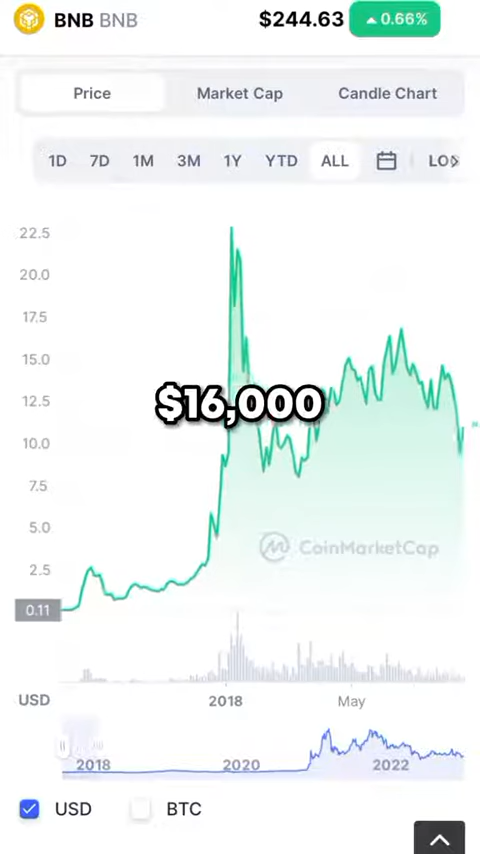 BNB BNB $244.63 0.66%
Price Market Cap Candle Chart
1D 7D 1M 3M 1Y YTD ALL
22.5
20.0
17.5
15.0
12.5
$16,000
10.0
7.5
5.0
CoinMarketCap
2.5
0.11
USD 2018 May
2018 2020 2022
USD BTC